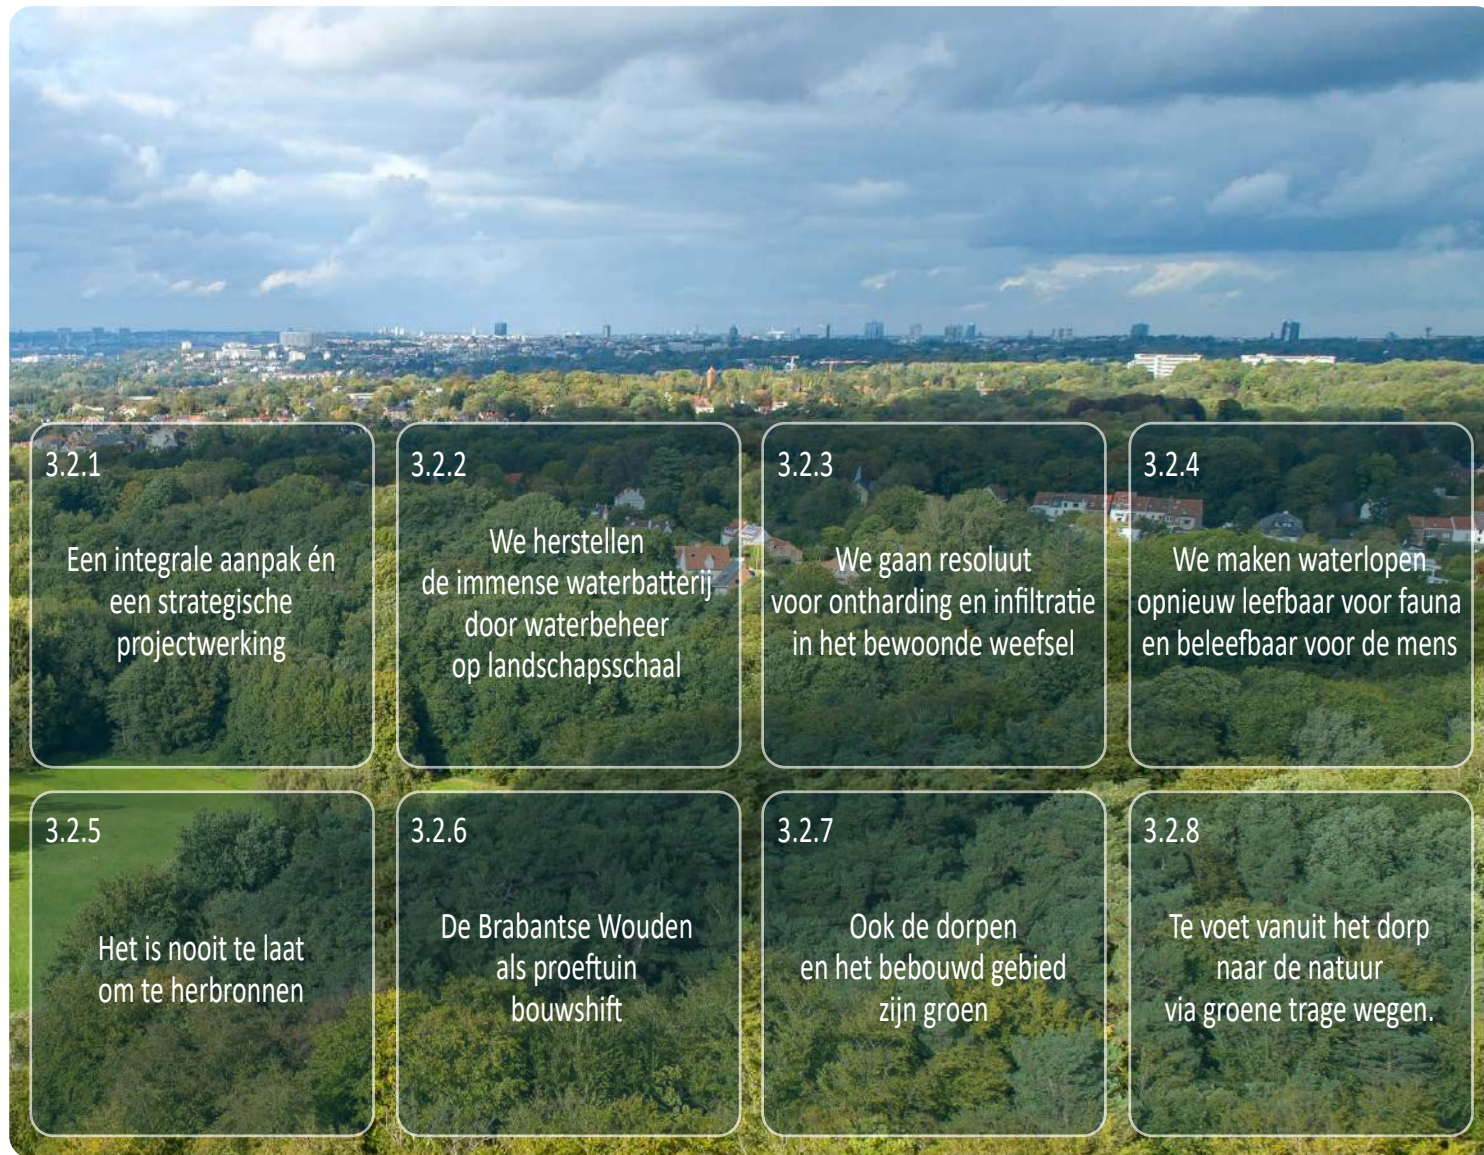 3.2.1
Een integrale aanpak én
een strategische
projectwerking
3.2.2
We herstellen
de immense waterbatterij
door waterbeheer
op landschapsschaal
3.2.3
We gaan resoluut
voor ontharding en infiltratie
in het bewoonde weefsel
3.2.4
We maken waterlopen
opnieuw leefbaar voor fauna
en beleefbaar voor de mens
3.2.5
Het is nooit te laat
om te herbronnen
3.2.6
De Brabantse Wouden
als proeftuin
bouwshift
3.2.7
Ook de dorpen
en het bebouwd gebied
zijn groen
3.2.8
Te voet vanuit het dorp
naar de natuur
via groene trage wegen.